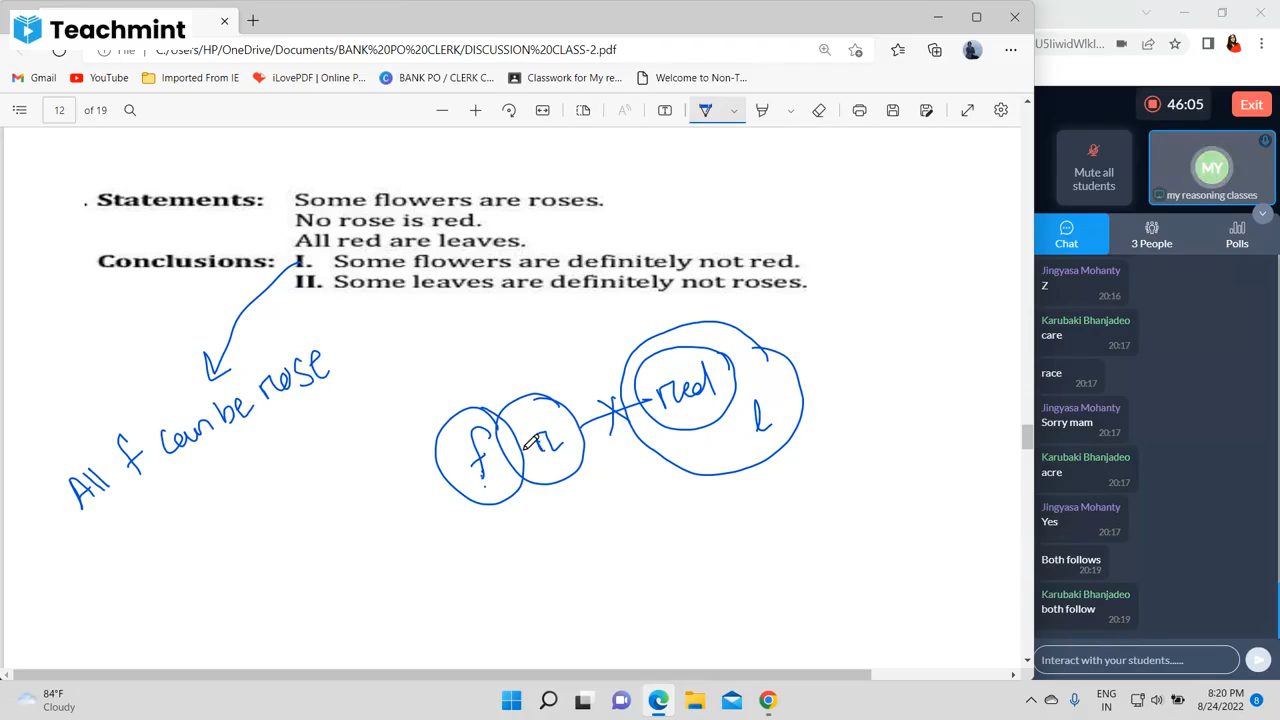 Teachmint
File
C:/Users/HP/OneDrive/Documents/BANK%20PO%20CLERK/DISCUSSION%20CLASS-2.pdf
U5IiwidWlkI...
Gmail
YouTube
Imported From IE
iLovePDF | Online P...
BANK PO / CLERK C...
Classwork for My re...
Welcome to Non-T...
12 of 19
46:05
Exit
Mute all students
MY
my reasoning classes
Chat
3 People
Polls
. Statements: Some flowers are roses.
No rose is red.
All red are leaves.
Conclusions: I. Some flowers are definitely not red.
II. Some leaves are definitely not roses.
All f can be rose
f
r
red
l
Jingyasa Mohanty
Z
20:16
Karubaki Bhanjadeo
care
20:17
race
20:17
Karubaki Bhanjadeo
Sorry mam
20:17
acre
20:17
Jingyasa Mohanty
Yes
20:17
Both follows
20:19
Karubaki Bhanjadeo
both follow
20:19
Interact with your students......
84°F
Cloudy
ENG
IN
8:20 PM
8/24/2022
8